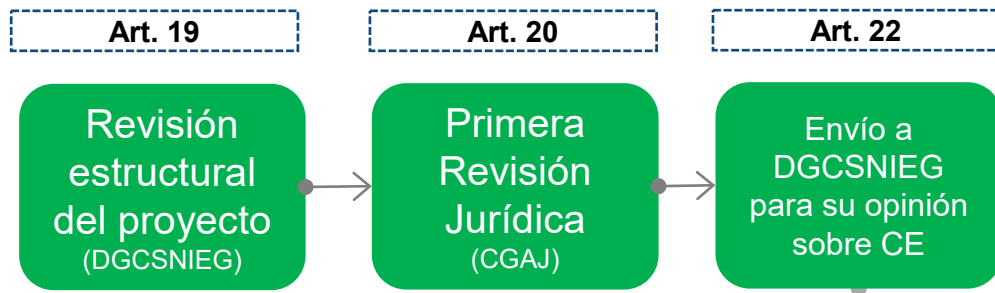 Art. 19
Art. 20
Art. 22
Revisión
estructural
del proyecto
(DGCSNIEG)
Primera
Revisión
Jurídica
(CGAJ)
Envío a
DGCSNIEG
para su opinión
sobre CE